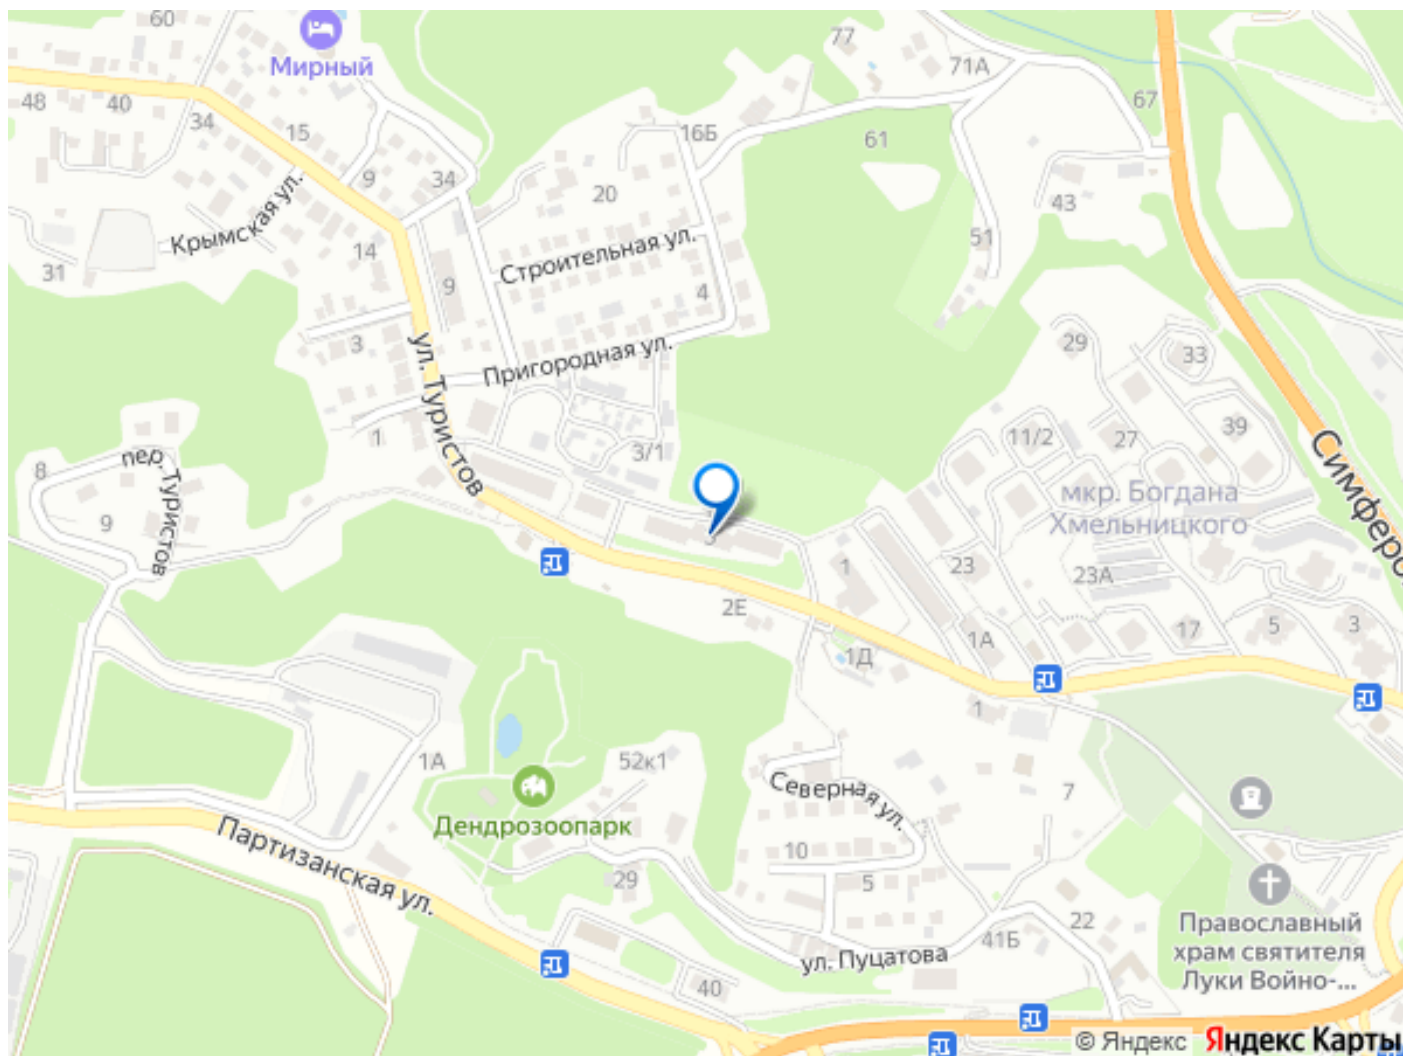 60
Мирный
77
71А
48
40
34
15
16Б
61
67
9
34
20
43
Крымская ул.
14
Строительная ул.
51
31
9
4
3
29
33
ул. Туристов
Пригородная ул.
1
3/1
11/2
27
39
Симферо
8
пер. Туристов
9
мкр. Богдана
Хмельницкого
1
23
23А
2Е
1А
17
5
3
1Д
1
1А
52к1
Северная ул.
7
Дендрозоопарк
Партизанская ул.
10
29
5
22
Православный
храм святителя
Луки Войно-...
41Б
ул. Пуцатова
40
© Яндекс
Яндекс Карты